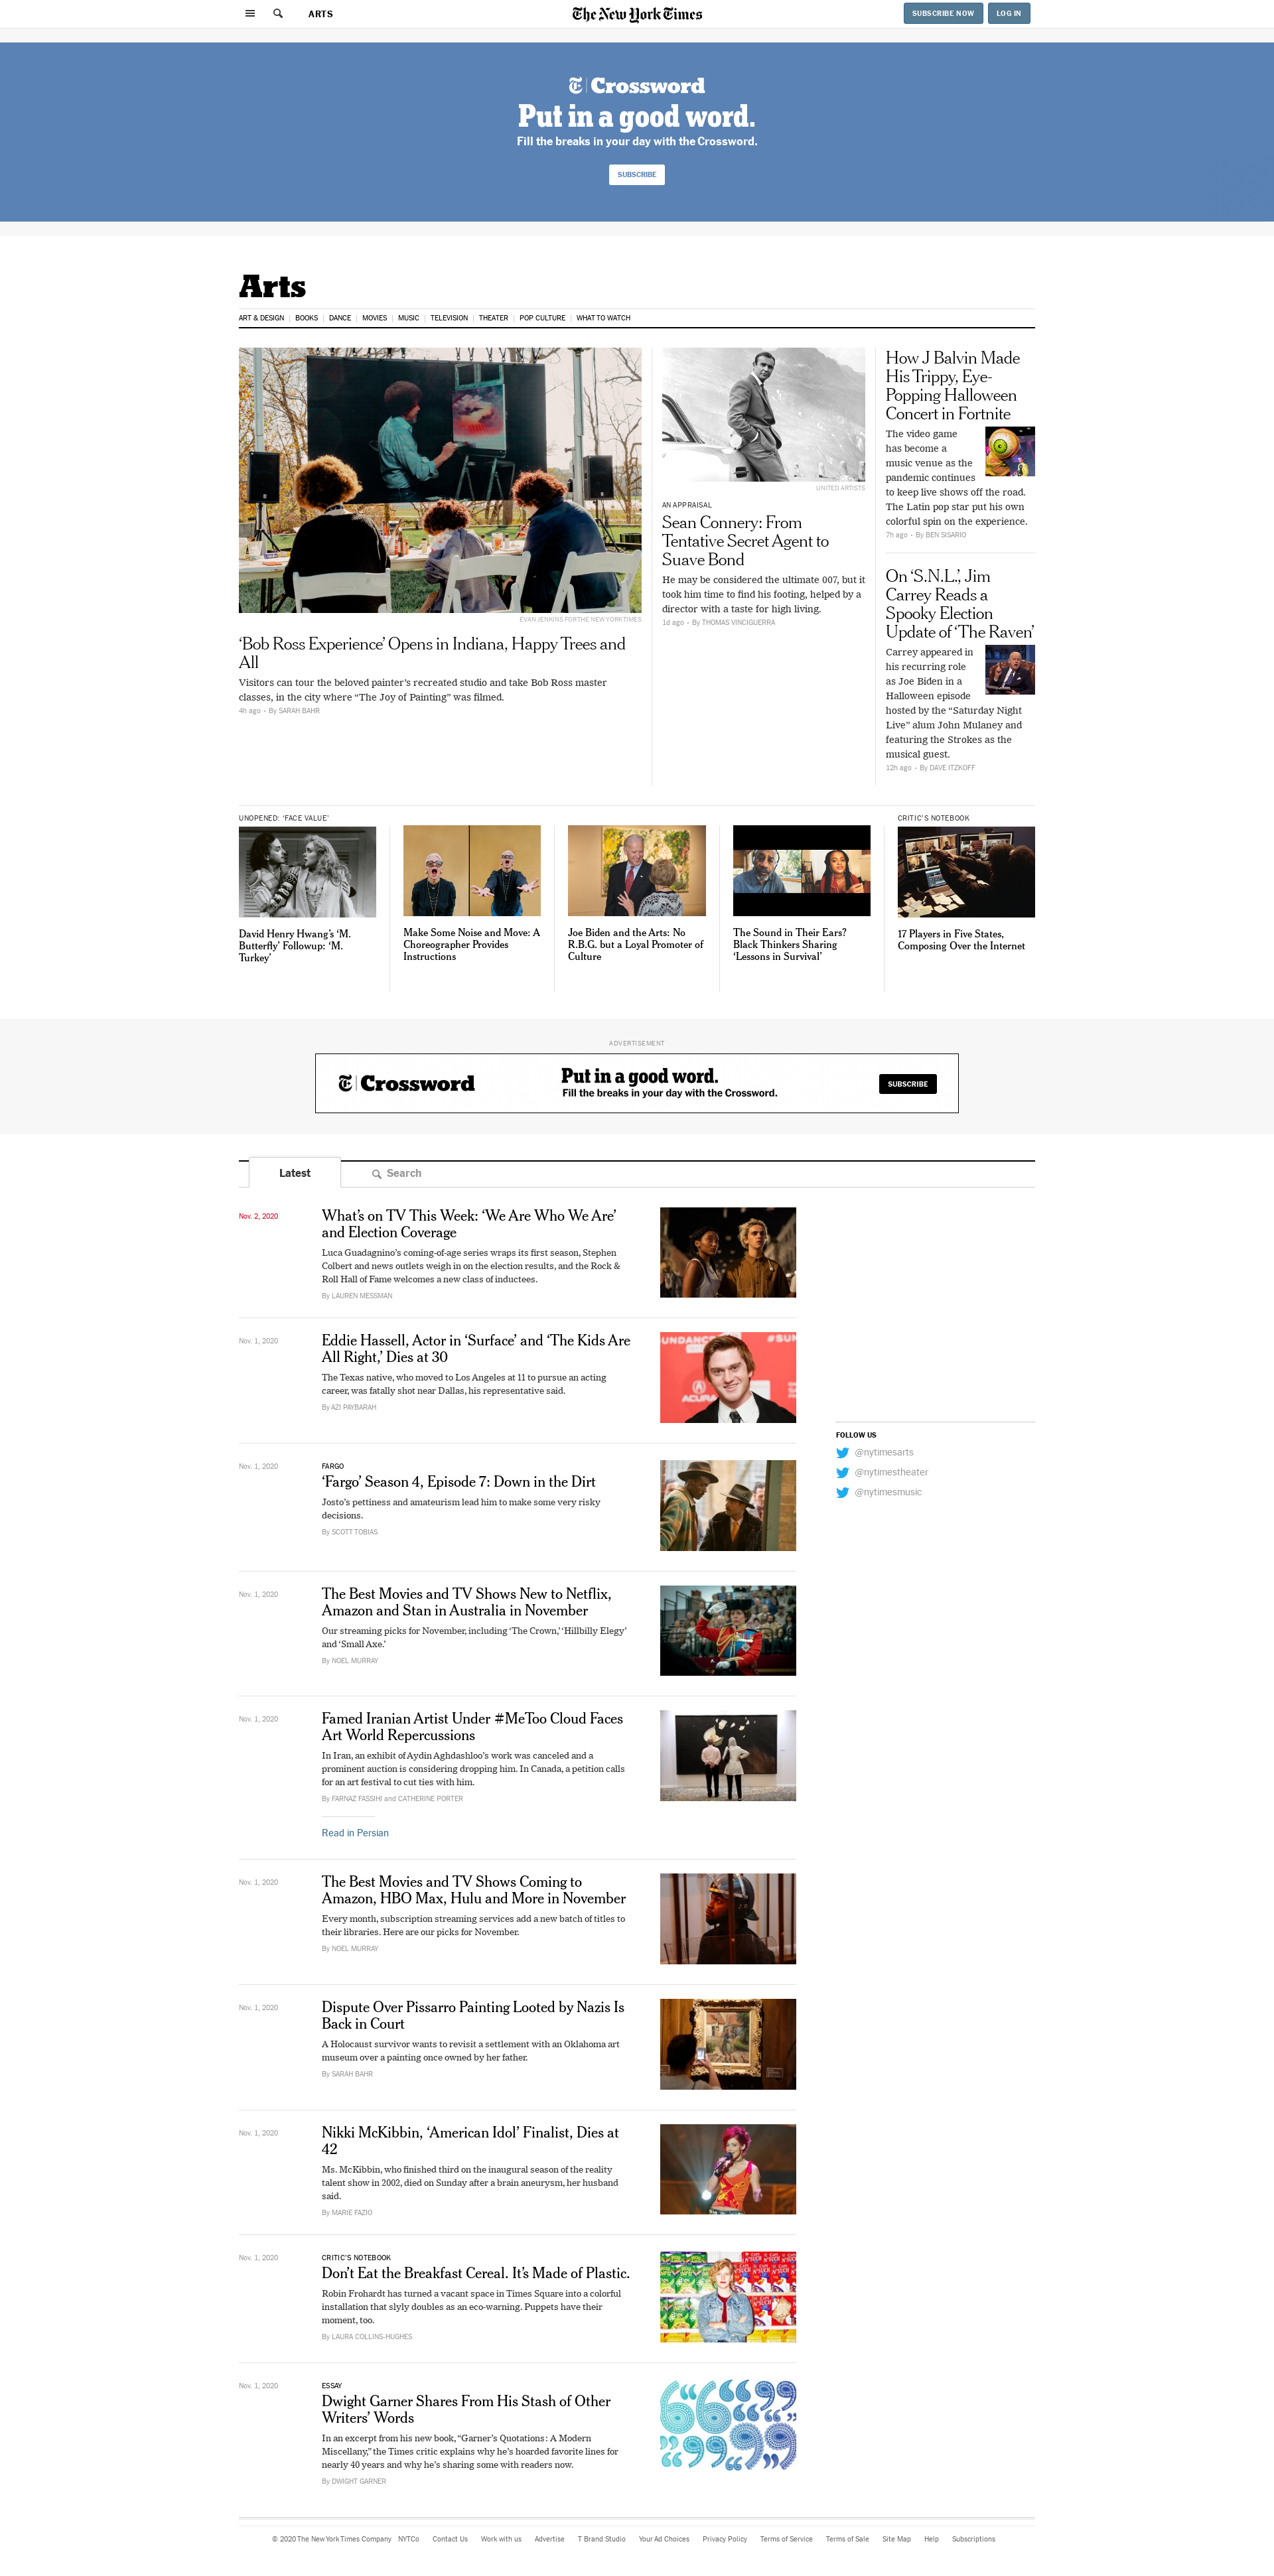 ARTS
The New York Times
SUBSCRIBE NOW
LOG IN
Crossword
Put in a good word.
Fill the breaks in your day with the Crossword.
SUBSCRIBE
Arts
ART & DESIGN
BOOKS
DANCE
MOVIES
MUSIC
TELEVISION
THEATER
POP CULTURE
WHAT TO WATCH
EVAN JENKINS FOR THE NEW YORK TIMES
‘Bob Ross Experience’ Opens in Indiana, Happy Trees and
All
Visitors can tour the beloved painter’s recreated studio and take Bob Ross master
classes, in the city where “The Joy of Painting” was filmed.
4h ago • By SARAH BAHR
UNITED ARTISTS
AN APPRAISAL
Sean Connery: From
Tentative Secret Agent to
Suave Bond
He may be considered the ultimate 007, but it
took him time to find his footing, helped by a
director with a taste for high living.
1d ago • By THOMAS VINCIGUERRA
How J Balvin Made
His Trippy, Eye-
Popping Halloween
Concert in Fortnite
The video game
has become a
music venue as the
pandemic continues
to keep live shows off the road.
The Latin pop star put his own
colorful spin on the experience.
7h ago • By BEN SISARIO
On ‘S.N.L.’, Jim
Carrey Reads a
Spooky Election
Update of ‘The Raven’
Carrey appeared in
his recurring role
as Joe Biden in a
Halloween episode
hosted by the “Saturday Night
Live” alum John Mulaney and
featuring the Strokes as the
musical guest.
12h ago • By DAVE ITZKOFF
UNOPENED: ‘FACE VALUE’
David Henry Hwang’s ‘M.
Butterfly’ Followup: ‘M.
Turkey’
Make Some Noise and Move: A
Choreographer Provides
Instructions
Joe Biden and the Arts: No
R.B.G. but a Loyal Promoter of
Culture
The Sound in Their Ears?
Black Thinkers Sharing
‘Lessons in Survival’
CRITIC’S NOTEBOOK
17 Players in Five States,
Composing Over the Internet
ADVERTISEMENT
Crossword
Put in a good word.
Fill the breaks in your day with the Crossword.
SUBSCRIBE
Latest
Search
Nov. 2, 2020
What’s on TV This Week: ‘We Are Who We Are’
and Election Coverage
Luca Guadagnino’s coming-of-age series wraps its first season, Stephen
Colbert and news outlets weigh in on the election results, and the Rock &
Roll Hall of Fame welcomes a new class of inductees.
By LAUREN MESSMAN
Nov. 1, 2020
Eddie Hassell, Actor in ‘Surface’ and ‘The Kids Are
All Right,’ Dies at 30
The Texas native, who moved to Los Angeles at 11 to pursue an acting
career, was fatally shot near Dallas, his representative said.
By AZI PAYBARAH
SUNDANCE
#SUN
ACURA
FOLLOW US
@nytimesarts
@nytimestheater
@nytimesmusic
Nov. 1, 2020
FARGO
‘Fargo’ Season 4, Episode 7: Down in the Dirt
Josto’s pettiness and amateurism lead him to make some very risky
decisions.
By SCOTT TOBIAS
Nov. 1, 2020
The Best Movies and TV Shows New to Netflix,
Amazon and Stan in Australia in November
Our streaming picks for November, including ‘The Crown,’ ‘Hillbilly Elegy’
and ‘Small Axe.’
By NOEL MURRAY
Nov. 1, 2020
Famed Iranian Artist Under #MeToo Cloud Faces
Art World Repercussions
In Iran, an exhibit of Aydin Aghdashloo’s work was canceled and a
prominent auction is considering dropping him. In Canada, a petition calls
for an art festival to cut ties with him.
By FARNAZ FASSIHI and CATHERINE PORTER
Read in Persian
Nov. 1, 2020
The Best Movies and TV Shows Coming to
Amazon, HBO Max, Hulu and More in November
Every month, subscription streaming services add a new batch of titles to
their libraries. Here are our picks for November.
By NOEL MURRAY
Nov. 1, 2020
Dispute Over Pissarro Painting Looted by Nazis Is
Back in Court
A Holocaust survivor wants to revisit a settlement with an Oklahoma art
museum over a painting once owned by her father.
By SARAH BAHR
Nov. 1, 2020
Nikki McKibbin, ‘American Idol’ Finalist, Dies at
42
Ms. McKibbin, who finished third on the inaugural season of the reality
talent show in 2002, died on Sunday after a brain aneurysm, her husband
said.
By MARIE FAZIO
Nov. 1, 2020
CRITIC’S NOTEBOOK
Don’t Eat the Breakfast Cereal. It’s Made of Plastic.
Robin Frohardt has turned a vacant space in Times Square into a colorful
installation that slyly doubles as an eco-warning. Puppets have their
moment, too.
By LAURA COLLINS-HUGHES
Nov. 1, 2020
ESSAY
Dwight Garner Shares From His Stash of Other
Writers’ Words
In an excerpt from his new book, “Garner’s Quotations: A Modern
Miscellany,” the Times critic explains why he’s hoarded favorite lines for
nearly 40 years and why he’s sharing some with readers now.
By DWIGHT GARNER
© 2020 The New York Times Company
NYTCo
Contact Us
Work with us
Advertise
T Brand Studio
Your Ad Choices
Privacy Policy
Terms of Service
Terms of Sale
Site Map
Help
Subscriptions